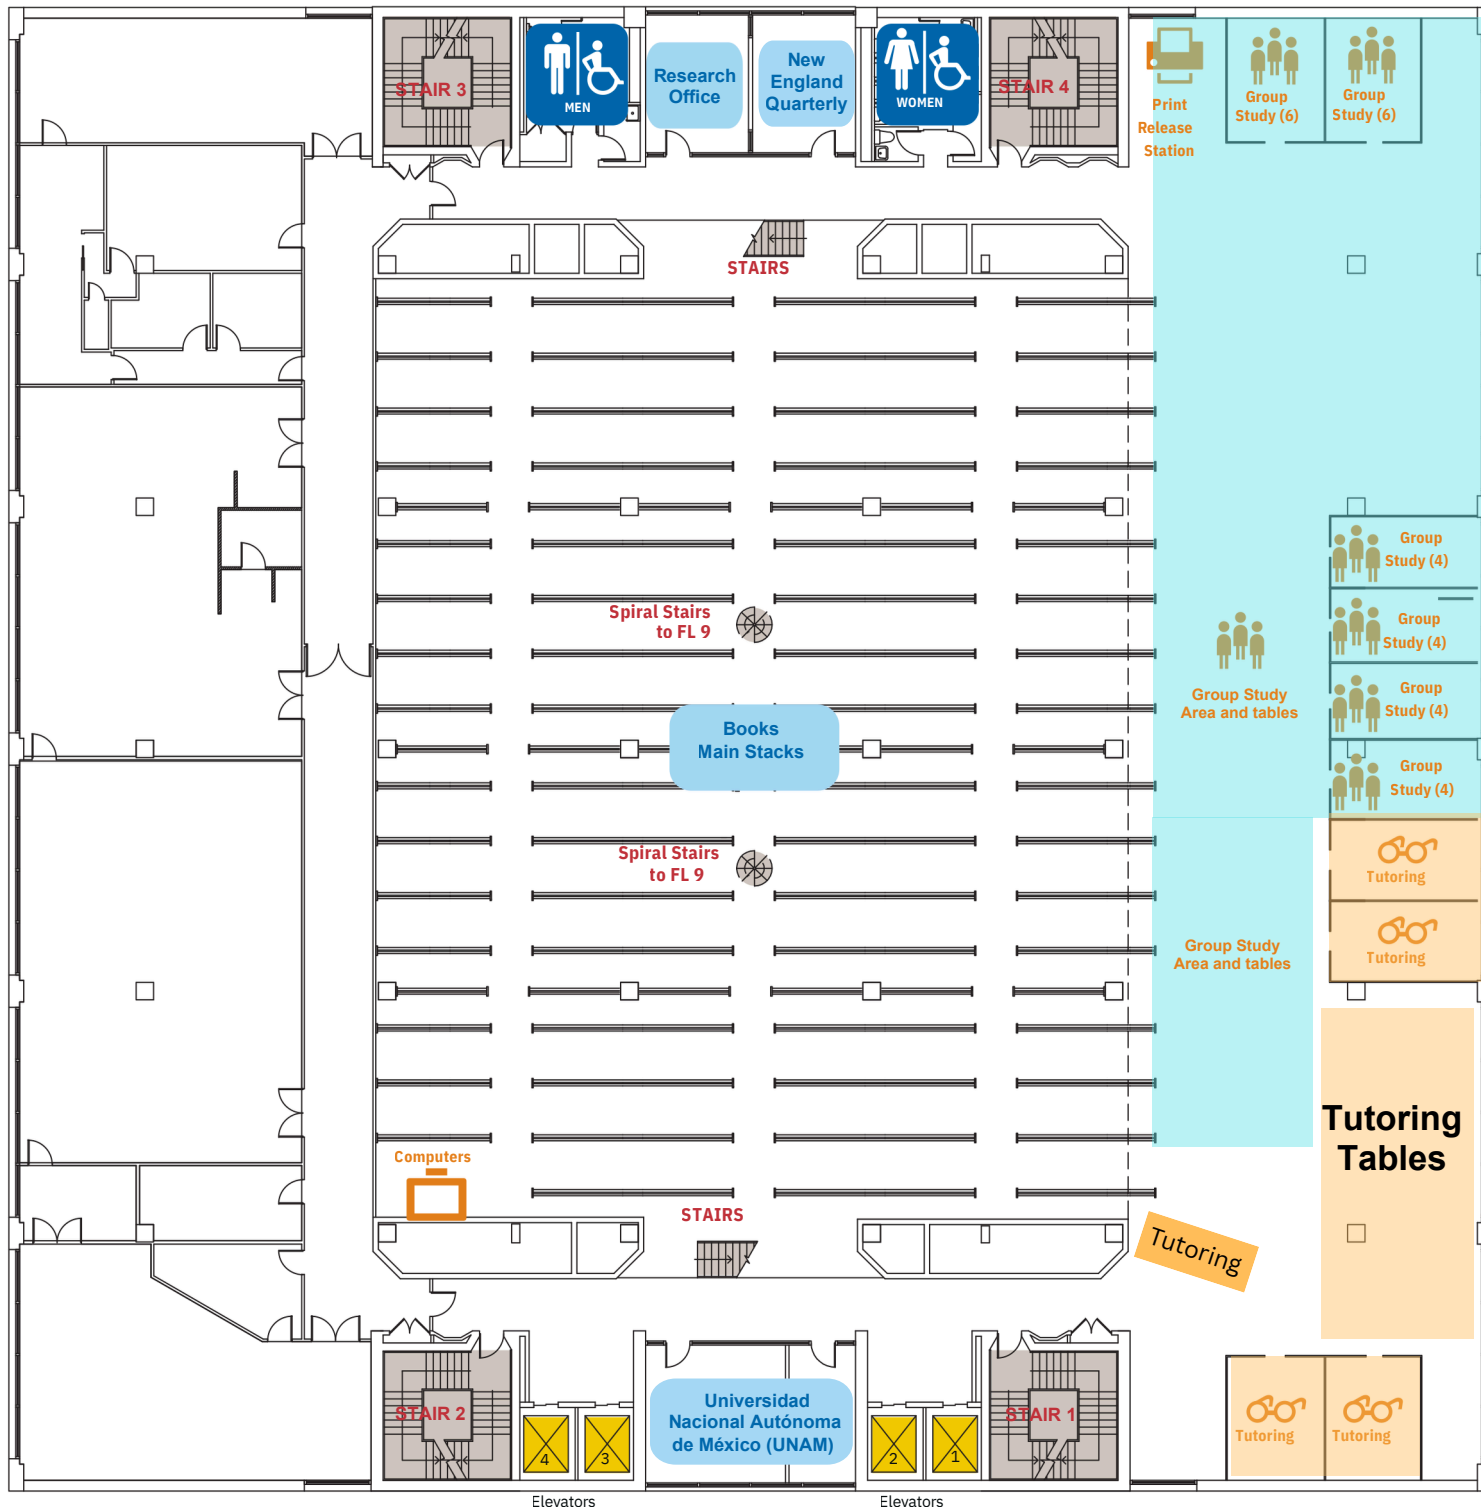 STAIR 3
MEN
Research
Office
New
England
Quarterly
WOMEN
STAIR 4
Print
Release
Station
Group
Study (6)
Group
Study (6)
STAIRS
Group
Study (4)
Spiral Stairs
to FL 9
Group
Study (4)
Group Study
Area and tables
Group
Study (4)
Books
Main Stacks
Group
Study (4)
Spiral Stairs
to FL 9
Tutoring
Group Study
Area and tables
Tutoring
Tutoring
Tables
Computers
STAIRS
Tutoring
STAIR 2
4
3
Universidad
Nacional Autónoma
de México (UNAM)
2
1
STAIR 1
Tutoring
Tutoring
Elevators
Elevators